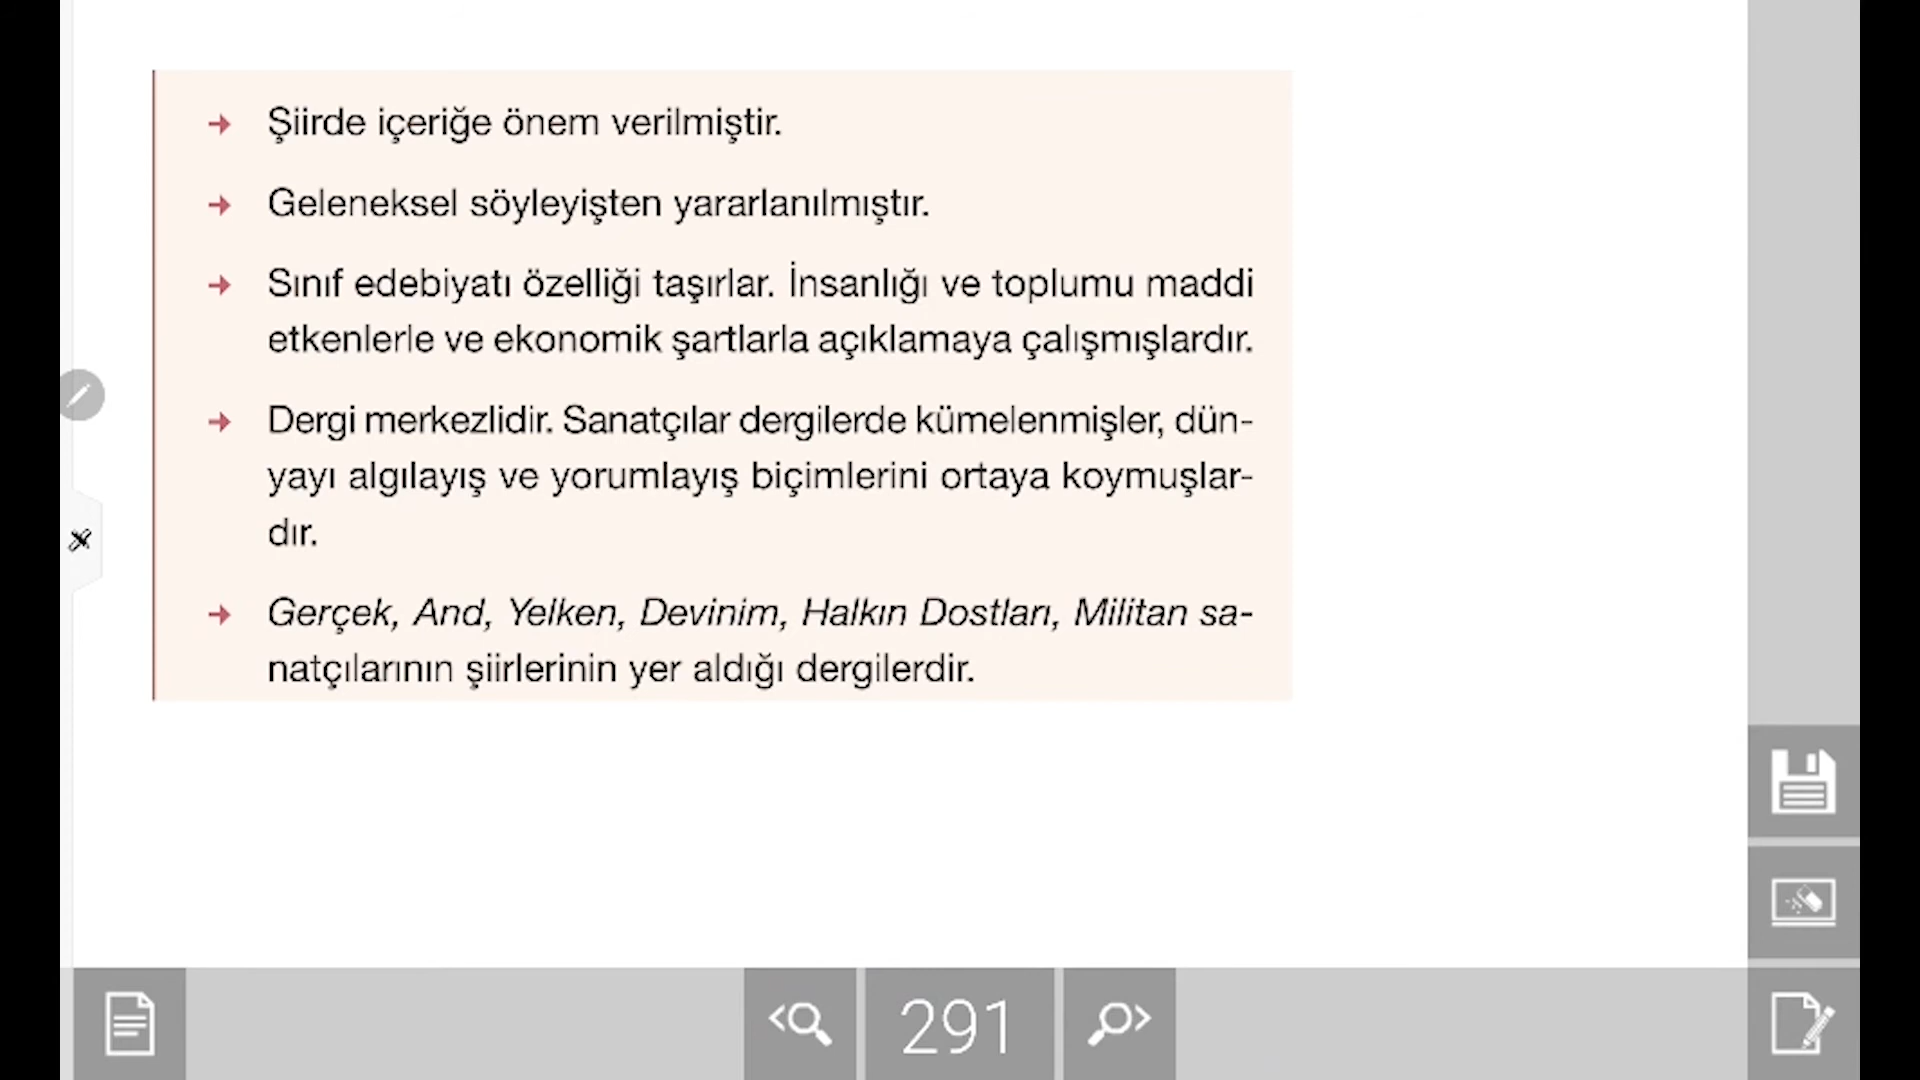 Şiirde içeriğe önem verilmiştir.
Geleneksel söyleyişten yararlanılmıştır.
Sınıf edebiyatı özelliği taşırlar. İnsanlığı ve toplumu maddi
etkenlerle ve ekonomik şartlarla açıklamaya çalışmışlardır.
Dergi merkezlidir. Sanatçılar dergilerde kümelenmişler, dün-
yayı algılayış ve yorumlayış biçimlerini ortaya koymuşlar-
dır.
Gerçek, And, Yelken, Devinim, Halkın Dostları, Militan sa-
natçılarının şiirlerinin yer aldığı dergilerdir.
291